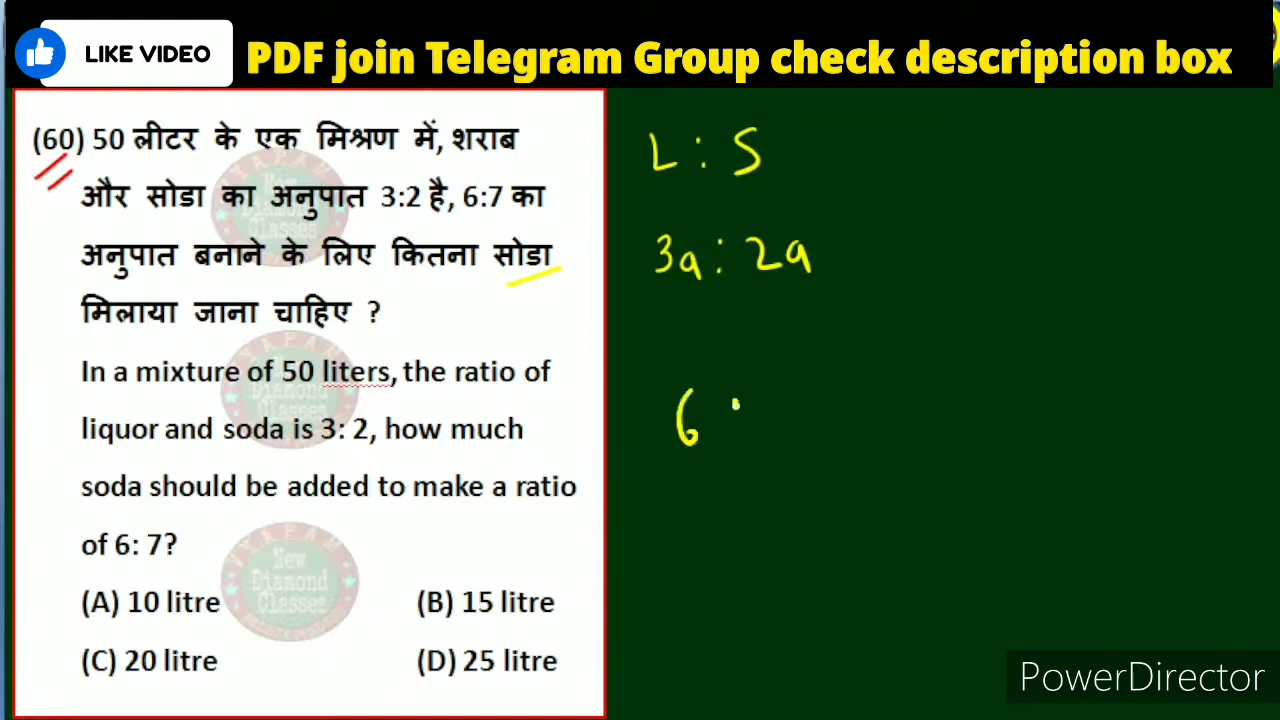 LIKE VIDEO
PDF join Telegram Group check description box
(60) 50 लीटर के एक मिश्रण में, शराब
और सोडा का अनुपात 3:2 है, 6:7 का
अनुपात बनाने के लिए कितना सोडा
मिलाया जाना चाहिए ?
In a mixture of 50 liters, the ratio of
liquor and soda is 3: 2, how much
soda should be added to make a ratio
of 6: 7?
(A) 10 litre (B) 15 litre
(C) 20 litre (D) 25 litre
L : S
3a : 2a
6
New
Diamond
Classes
PowerDirector